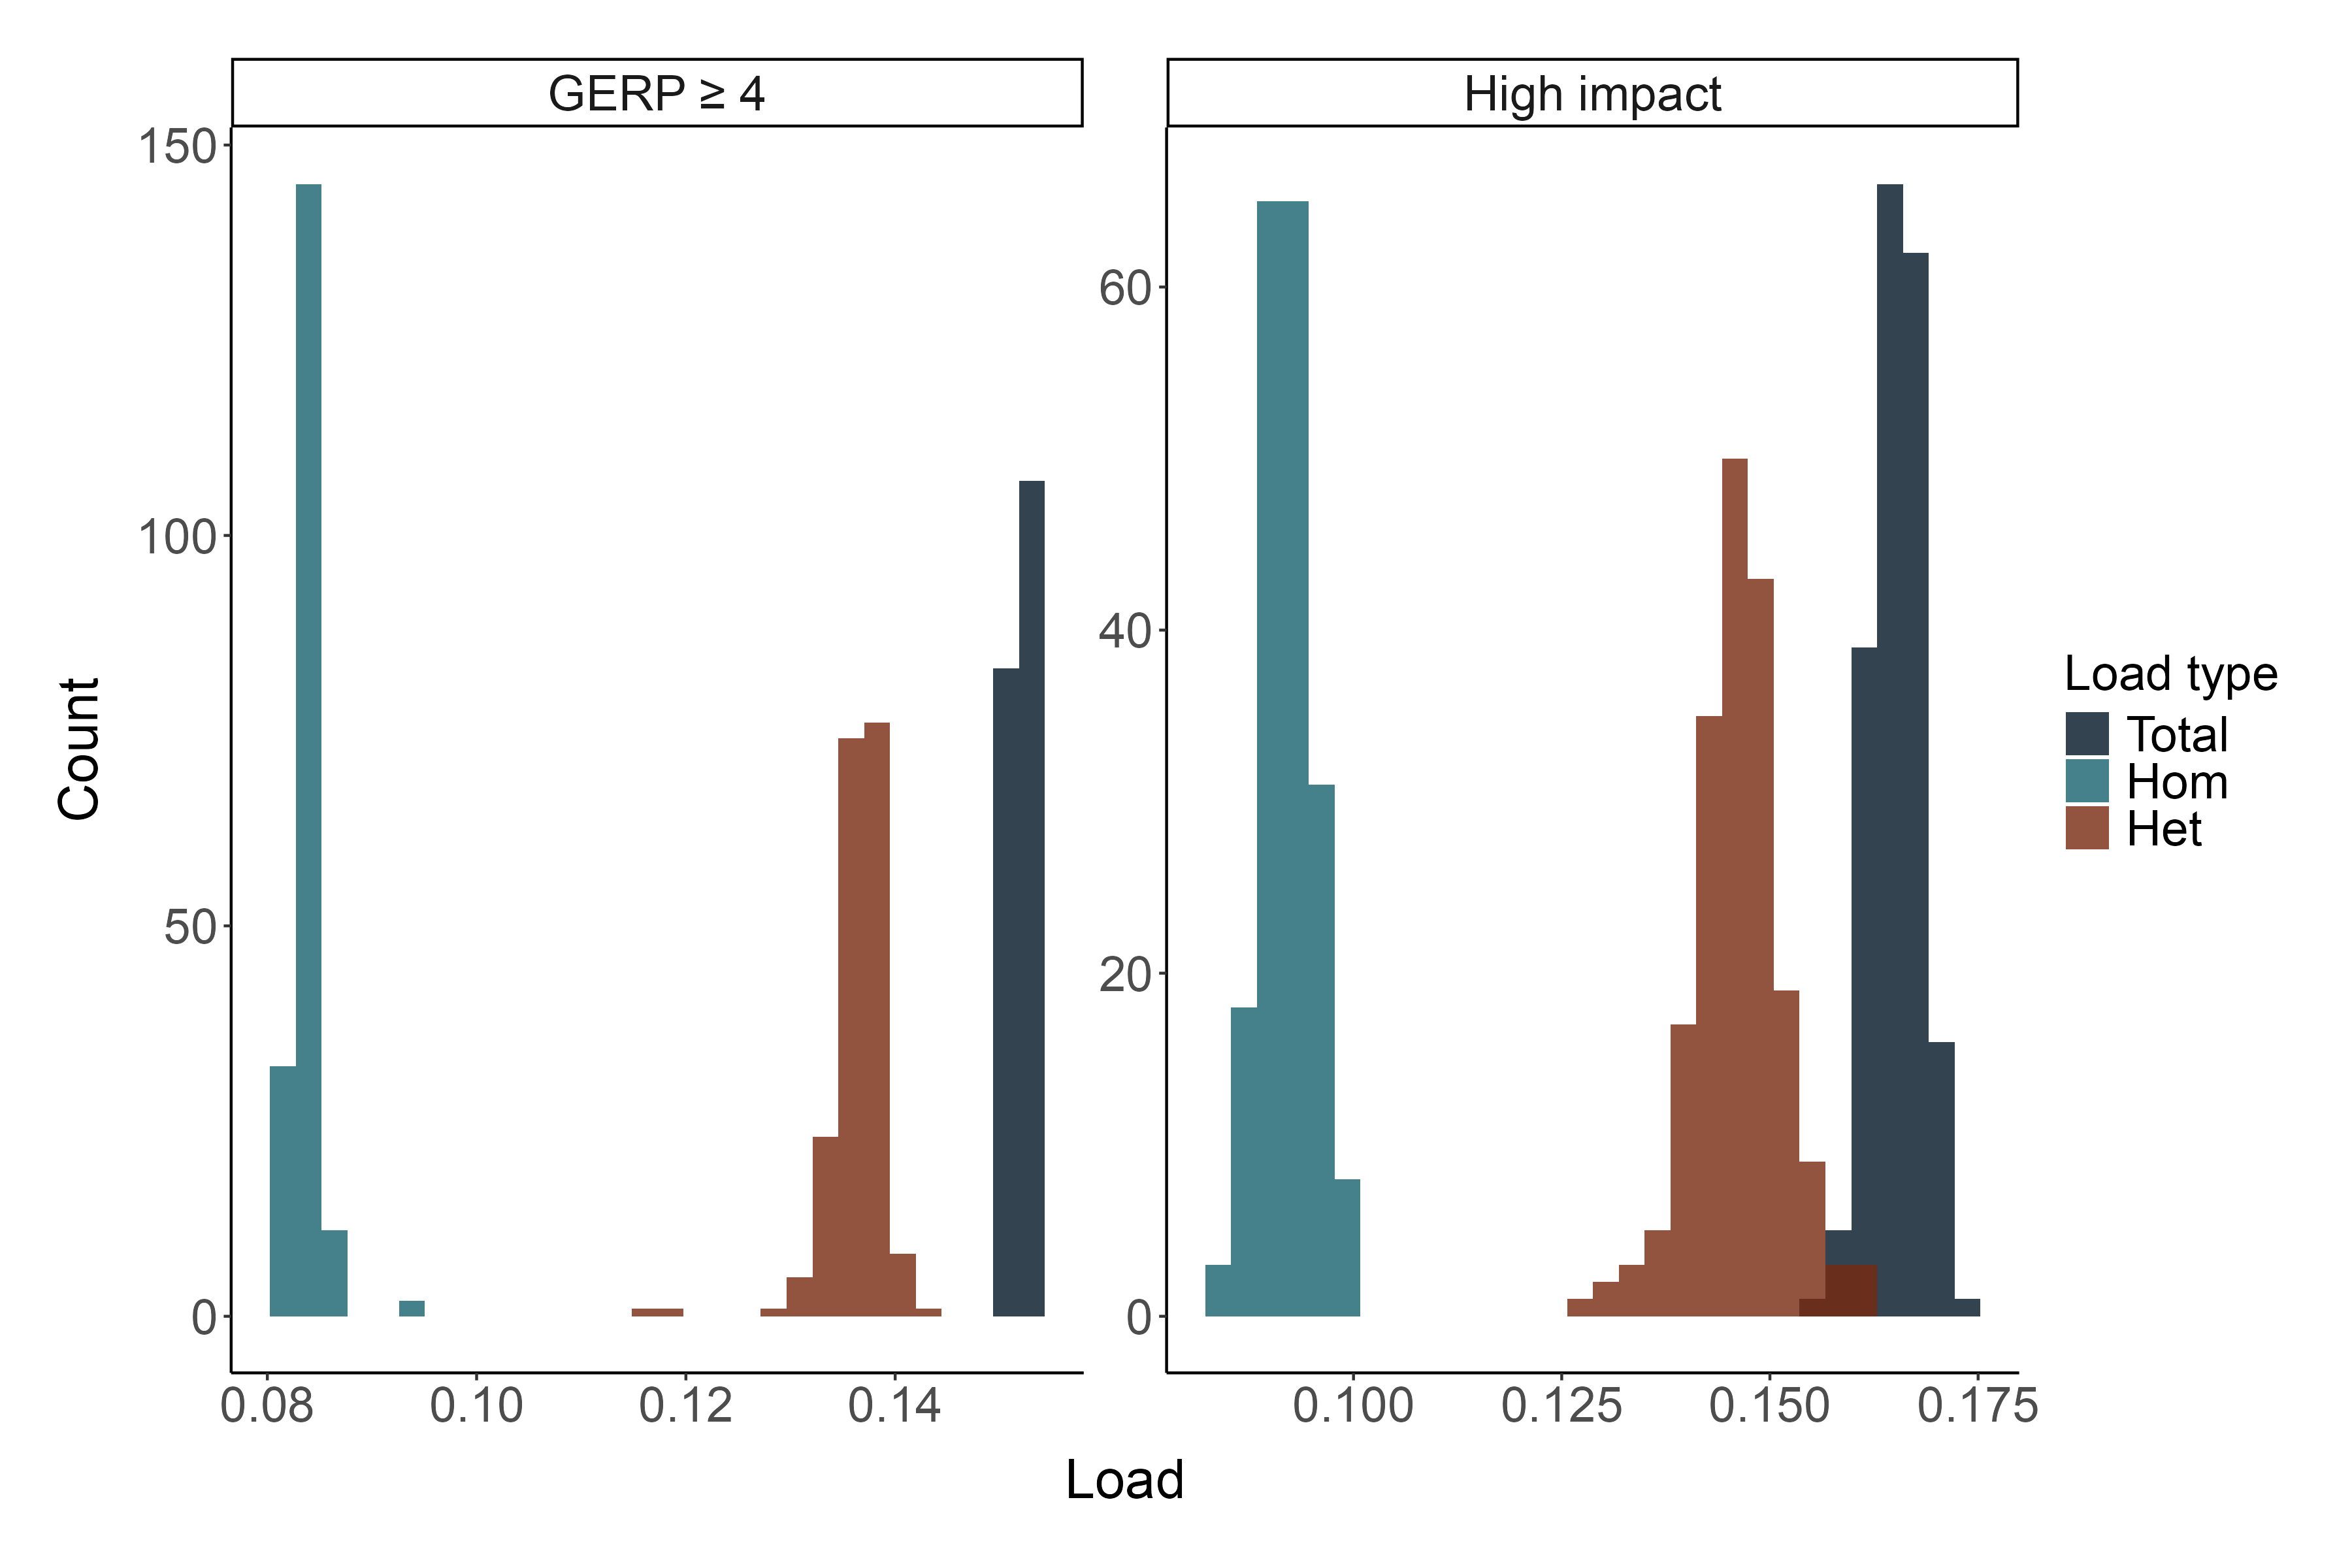 GERP ≥ 4
High impact
150
100
50
0
60
40
20
0
0.08 0.10 0.12 0.14
0.100 0.125 0.150 0.175
Count
Load
Load type
Total
Hom
Het